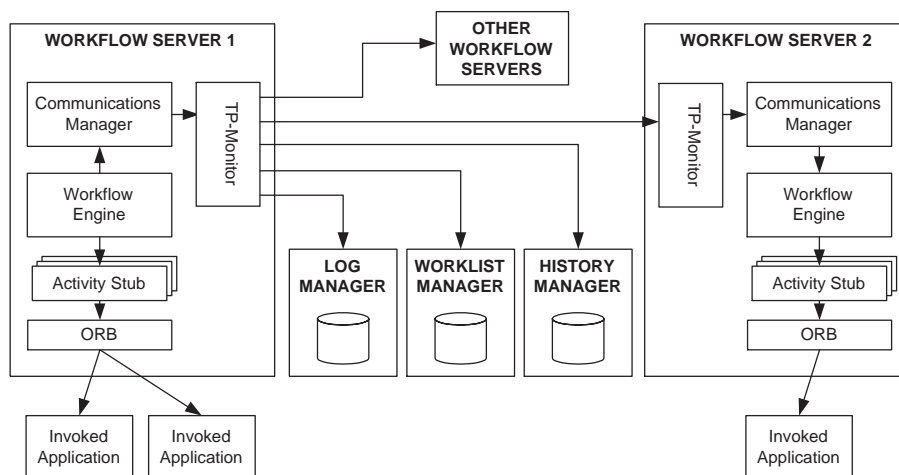 WORKFLOW SERVER 1
Communications
Manager
TP-Monitor
Workflow
Engine
Activity Stub
ORB
Invoked
Application
Invoked
Application
OTHER
WORKFLOW
SERVERS
LOG
MANAGER
WORKLIST
MANAGER
HISTORY
MANAGER
WORKFLOW SERVER 2
TP-Monitor
Communications
Manager
Workflow
Engine
Activity Stub
ORB
Invoked
Application